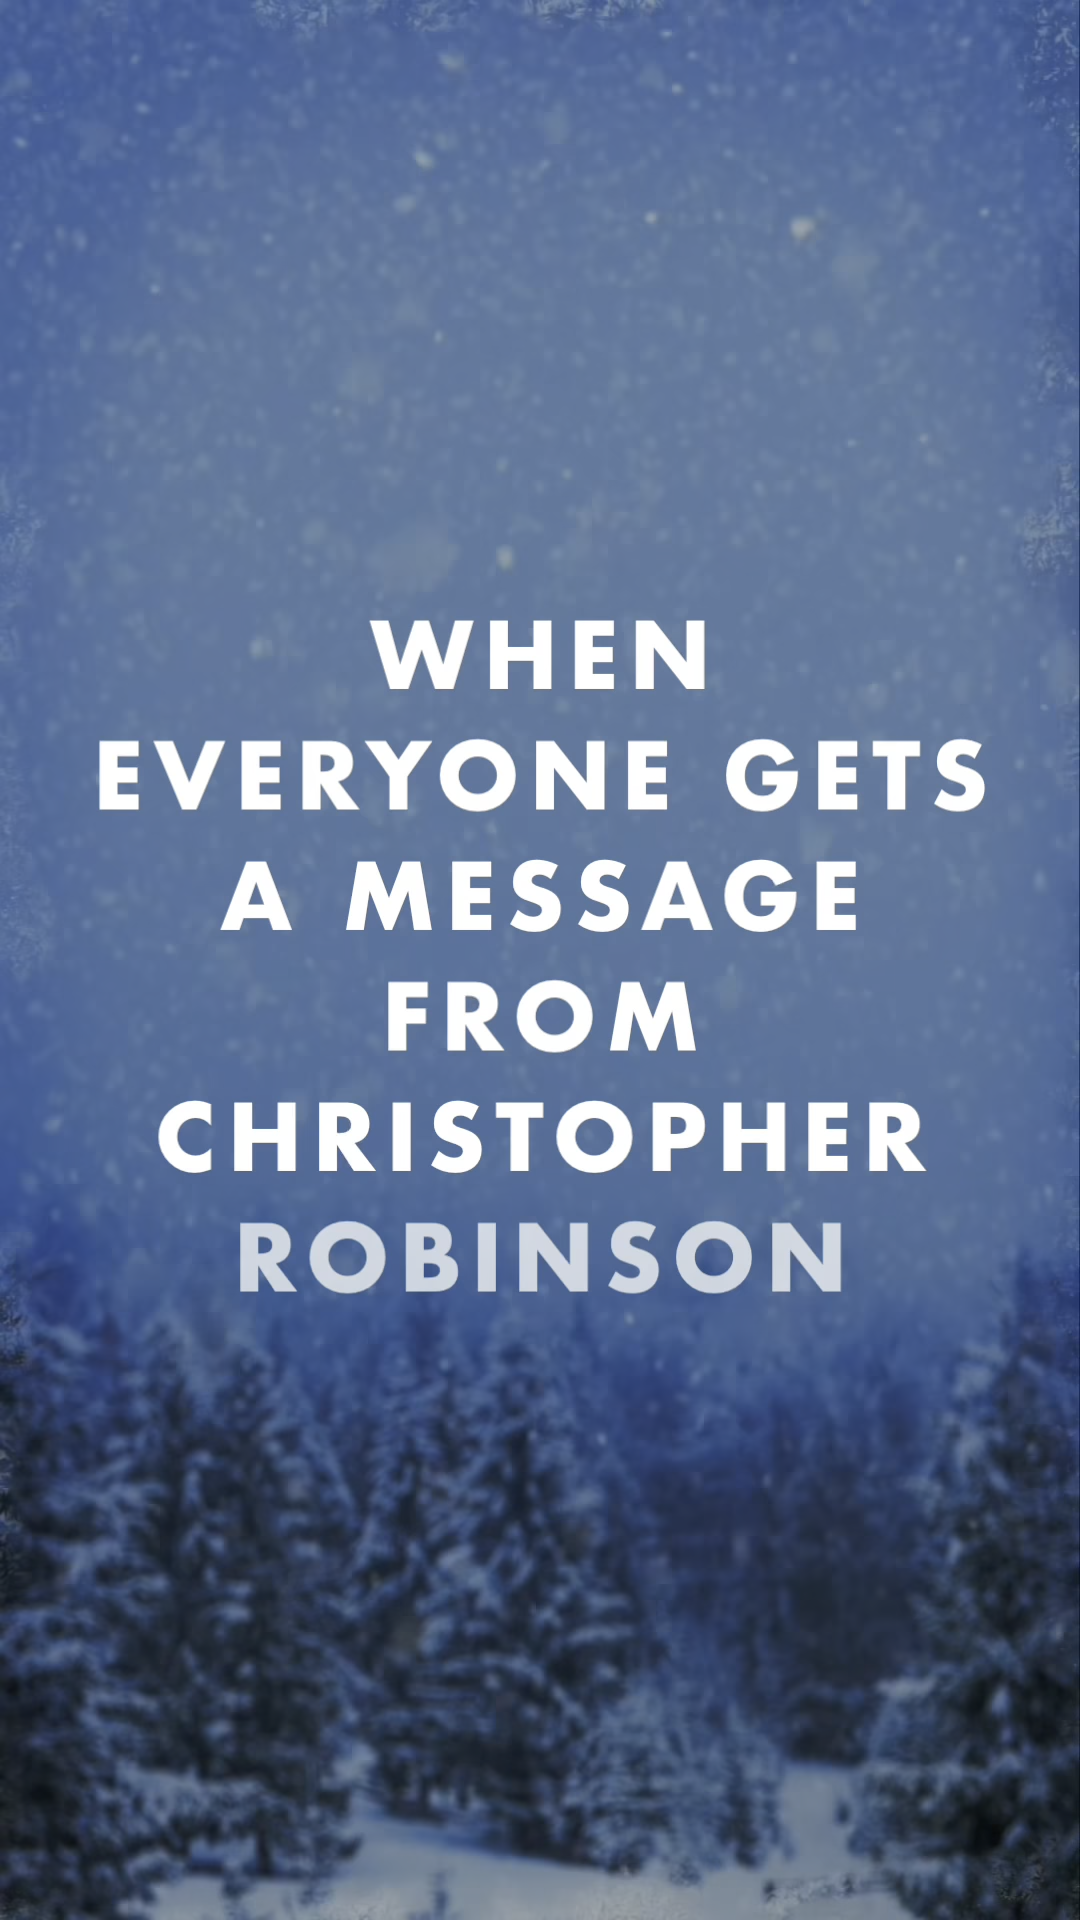 WHEN
EVERYONE GETS
A MESSAGE
FROM
CHRISTOPHER
ROBINSON